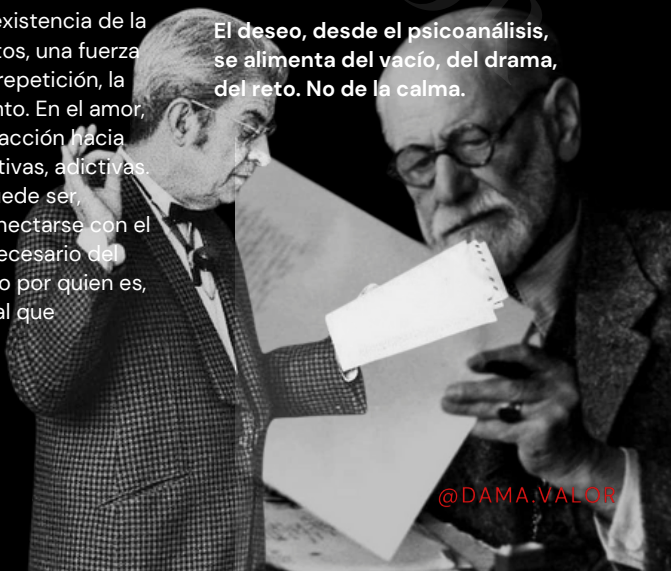 existencia de la
tos, una fuerza
repetición, la
nto. En el amor,
acción hacia
tivas, adictivas.
uede ser,
nectarse con el
ecesario del
o por quien es,
al que
El deseo, desde el psicoanálisis,
se alimenta del vacío, del drama,
del reto. No de la calma.
@DAMA.VALOR